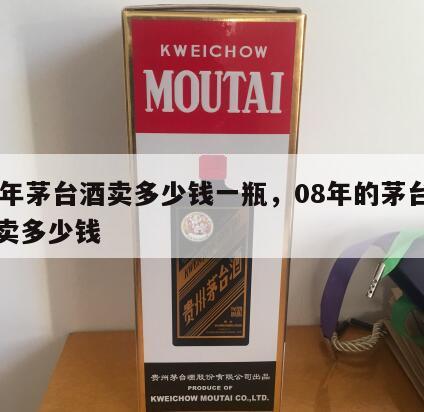 KWEICHOW
MOUTAI
年茅台酒卖多少钱一瓶，08年的茅台
卖多少钱
贵州茅台酒
贵州茅台酒股份有限公司出品
PRODUCE OF
KWEICHOW MOUTAI CO.,LTD.